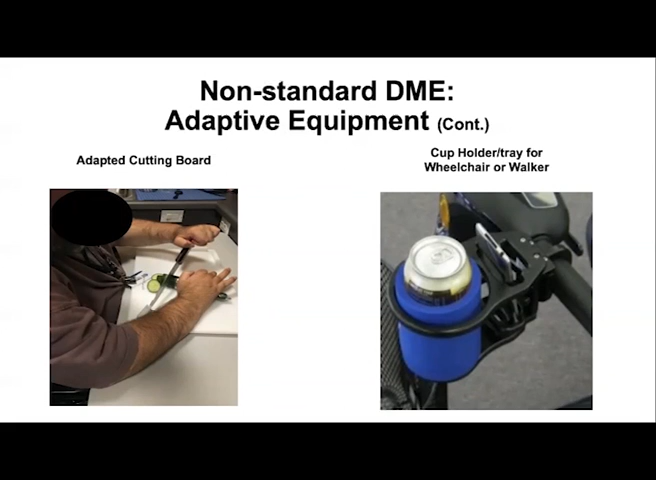 Non-standard DME:
Adaptive Equipment (Cont.)
Adapted Cutting Board
Cup Holder/tray for
Wheelchair or Walker